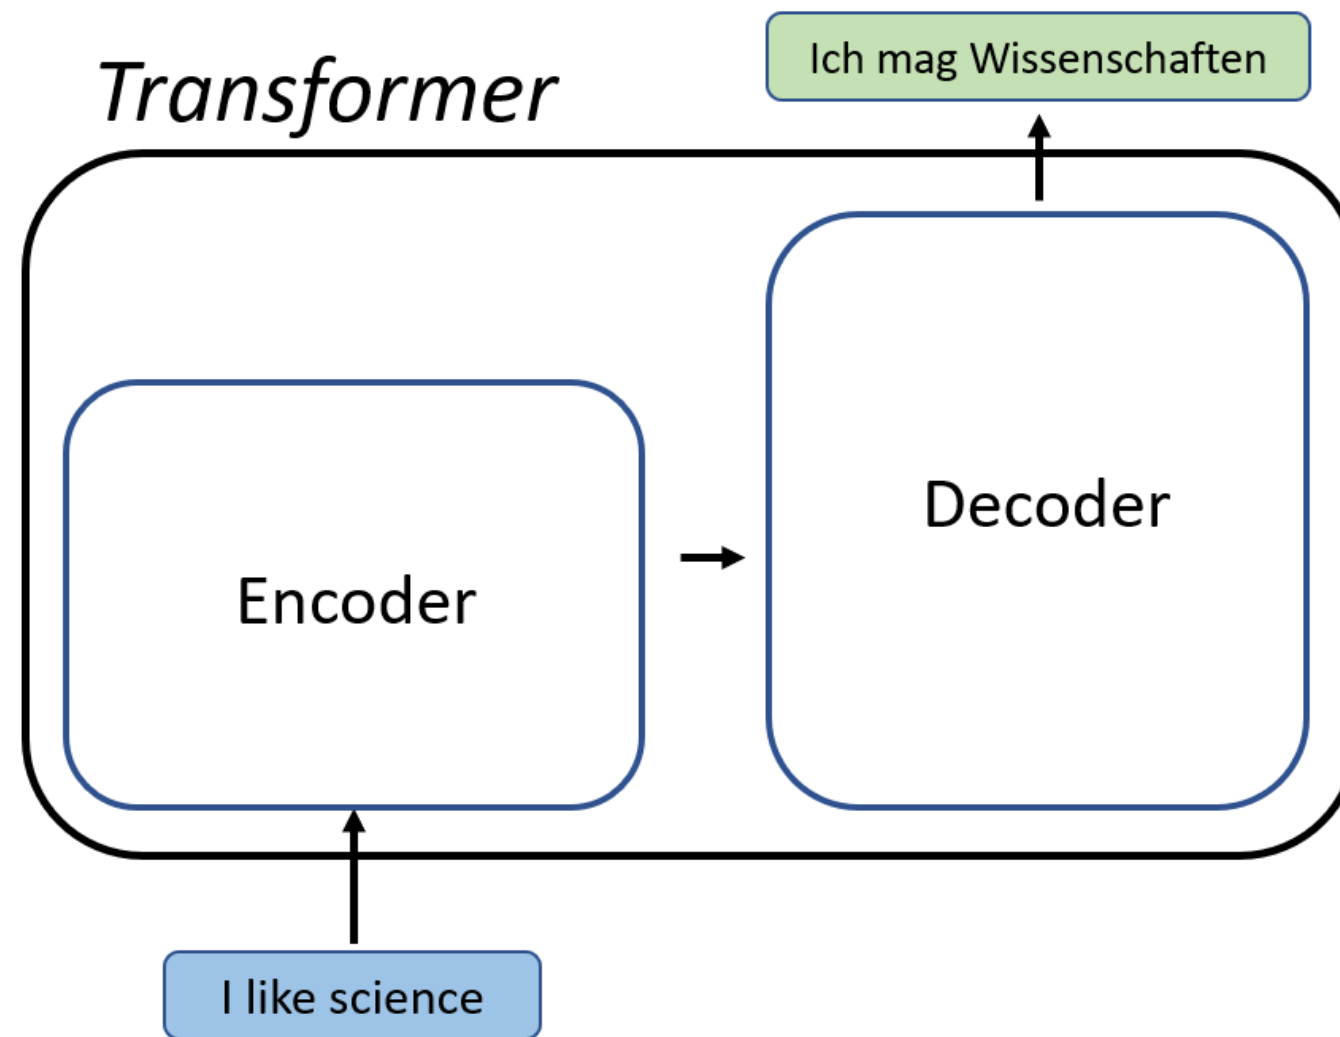 Transformer
Ich mag Wissenschaften
Encoder
Decoder
I like science